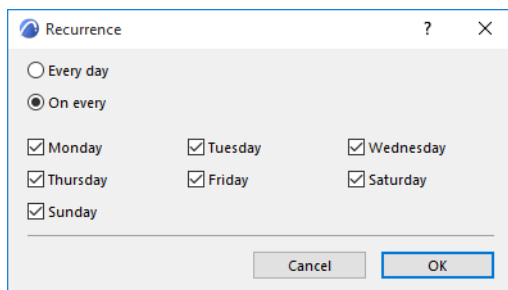 Recurrence ?
Every day
On every
Monday Tuesday Wednesday
Thursday Friday Saturday
Sunday
Cancel OK